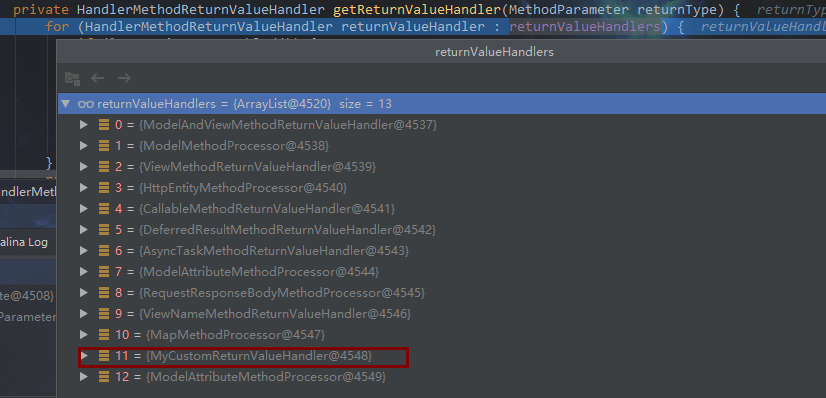 private HandlerMethodReturnValueHandler getReturnValueHandler(MethodParameter returnType) { returnTyp
for (HandlerMethodReturnValueHandler returnValueHandler : returnValueHandlers) { returnValueHandl
returnValueHandlers
returnValueHandlers = {ArrayList@4520} size = 13
0 = {ModelAndViewMethodReturnValueHandler@4537}
1 = {ModelMethodProcessor@4538}
2 = {ViewMethodReturnValueHandler@4539}
3 = {HttpEntityMethodProcessor@4540}
4 = {CallableMethodReturnValueHandler@4541}
5 = {DeferredResultMethodReturnValueHandler@4542}
}
6 = {AsyncTaskMethodReturnValueHandler@4543}
ndlerMeth
7 = {ModelAttributeMethodProcessor@4544}
alina Log
8 = {RequestResponseBodyMethodProcessor@4545}
te@4508}
9 = {ViewNameMethodReturnValueHandler@4546}
Parameter
10 = {MapMethodProcessor@4547}
11 = {MyCustomReturnValueHandler@4548}
12 = {ModelAttributeMethodProcessor@4549}